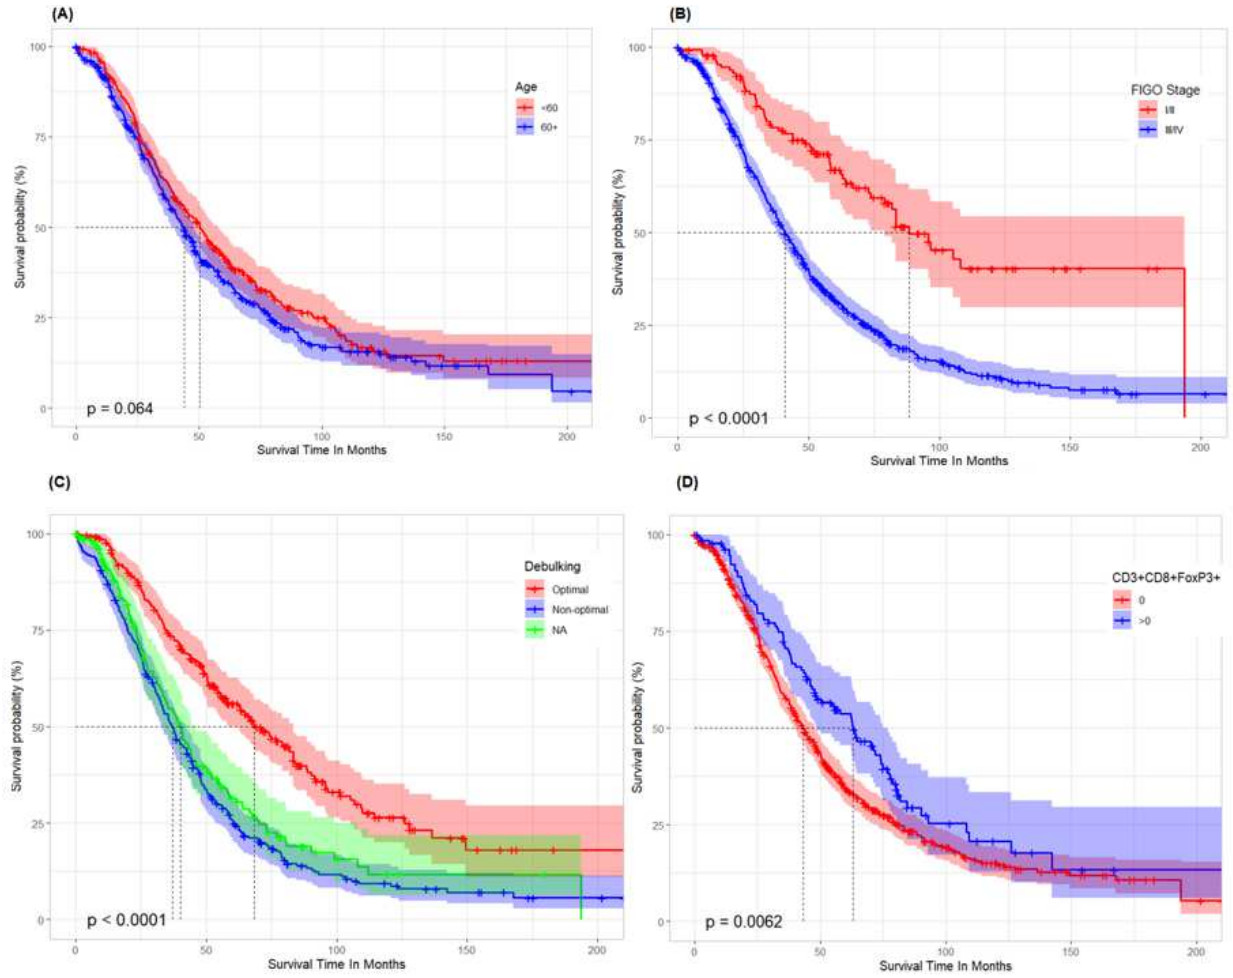 (A)
100
75
50
25
0
Survival probability (%)
Age
<60
60+
p = 0.064
0 50 100 150 200
Survival Time In Months
(B)
100
75
50
25
0
Survival probability (%)
FIGO Stage
I/II
III/IV
p < 0.0001
0 50 100 150 200
Survival Time In Months
(C)
100
75
50
25
0
Survival probability (%)
Debulking
Optimal
Non-optimal
NA
p < 0.0001
0 50 100 150 200
Survival Time In Months
(D)
100
75
50
25
0
Survival probability (%)
CD3+CD8+FoxP3+
0
>0
p = 0.0062
0 50 100 150 200
Survival Time In Months